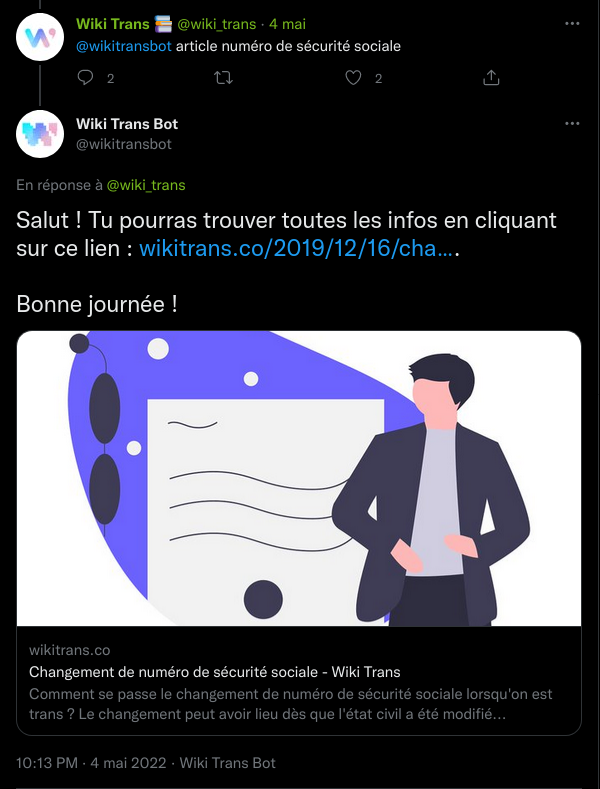 Wiki Trans 📚 @wiki_trans · 4 mai
@wikitransbot article numéro de sécurité sociale
2
2
Wiki Trans Bot
@wikitransbot
En réponse à @wiki_trans
Salut ! Tu pourras trouver toutes les infos en cliquant
sur ce lien : wikitrans.co/2019/12/16/cha….
Bonne journée !
wikitrans.co
Changement de numéro de sécurité sociale - Wiki Trans
Comment se passe le changement de numéro de sécurité sociale lorsqu'on est
trans ? Le changement peut avoir lieu dès que l'état civil a été modifié…
10:13 PM · 4 mai 2022 · Wiki Trans Bot